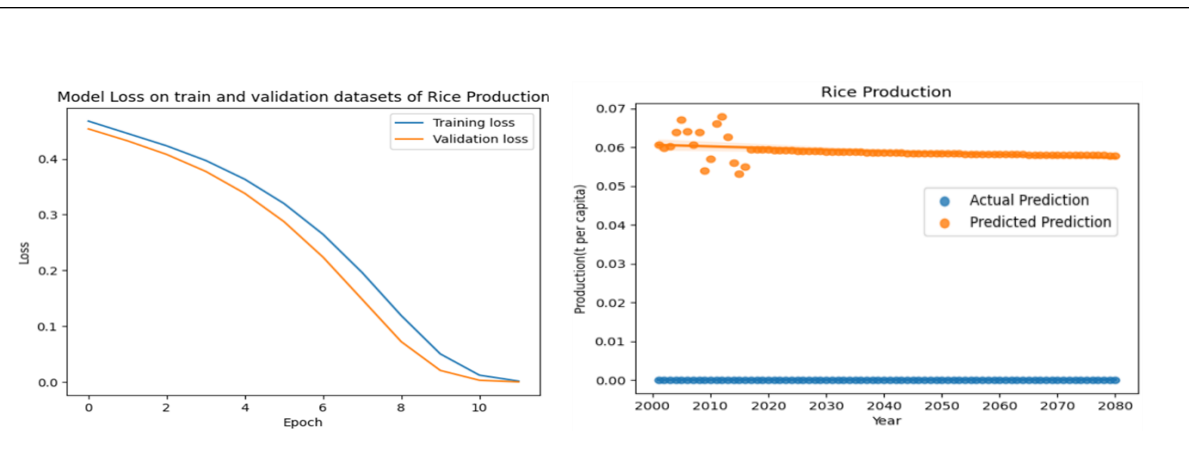 Model Loss on train and validation datasets of Rice Production
Training loss
Validation loss
0.4
0.3
0.2
0.1
0.0
Loss
0 2 4 6 8 10
Epoch
Rice Production
0.07
0.06
0.05
0.04
0.03
0.02
0.01
0.00
Production(t per capita)
Actual Prediction
Predicted Prediction
2000 2010 2020 2030 2040 2050 2060 2070 2080
Year